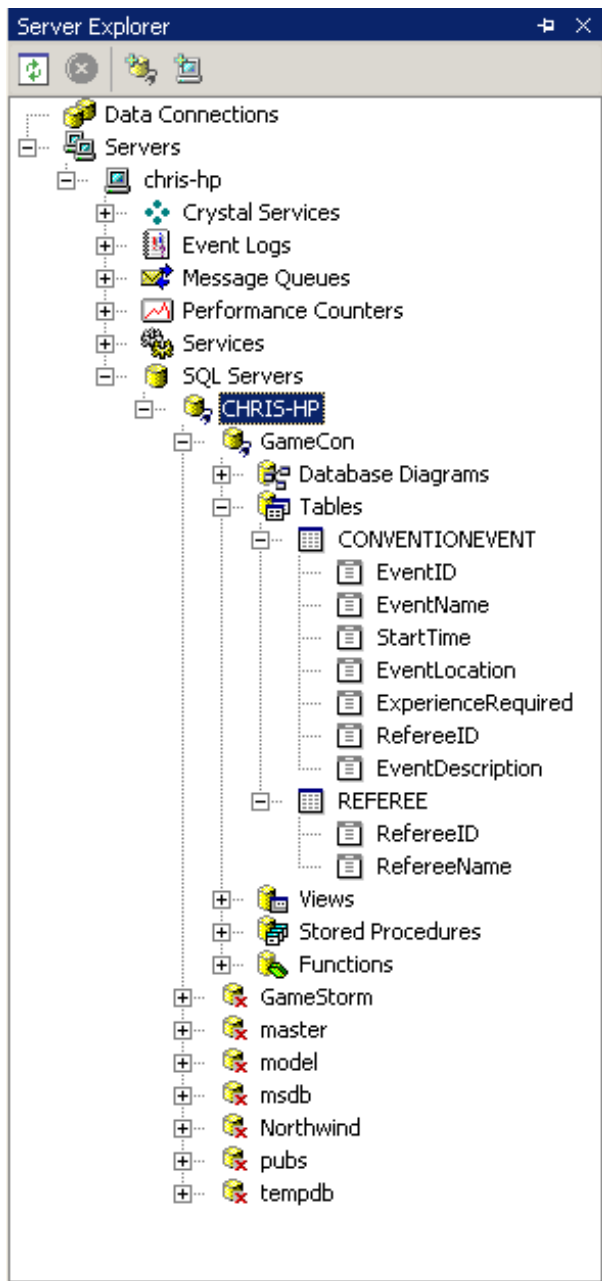 Server Explorer
Data Connections
Servers
chris-hp
Crystal Services
Event Logs
Message Queues
Performance Counters
Services
SQL Servers
CHRIS-HP
GameCon
Database Diagrams
Tables
CONVENTIONEVENT
EventID
EventName
StartTime
EventLocation
ExperienceRequired
RefereeID
EventDescription
REFEREE
RefereeID
RefereeName
Views
Stored Procedures
Functions
GameStorm
master
model
msdb
Northwind
pubs
tempdb